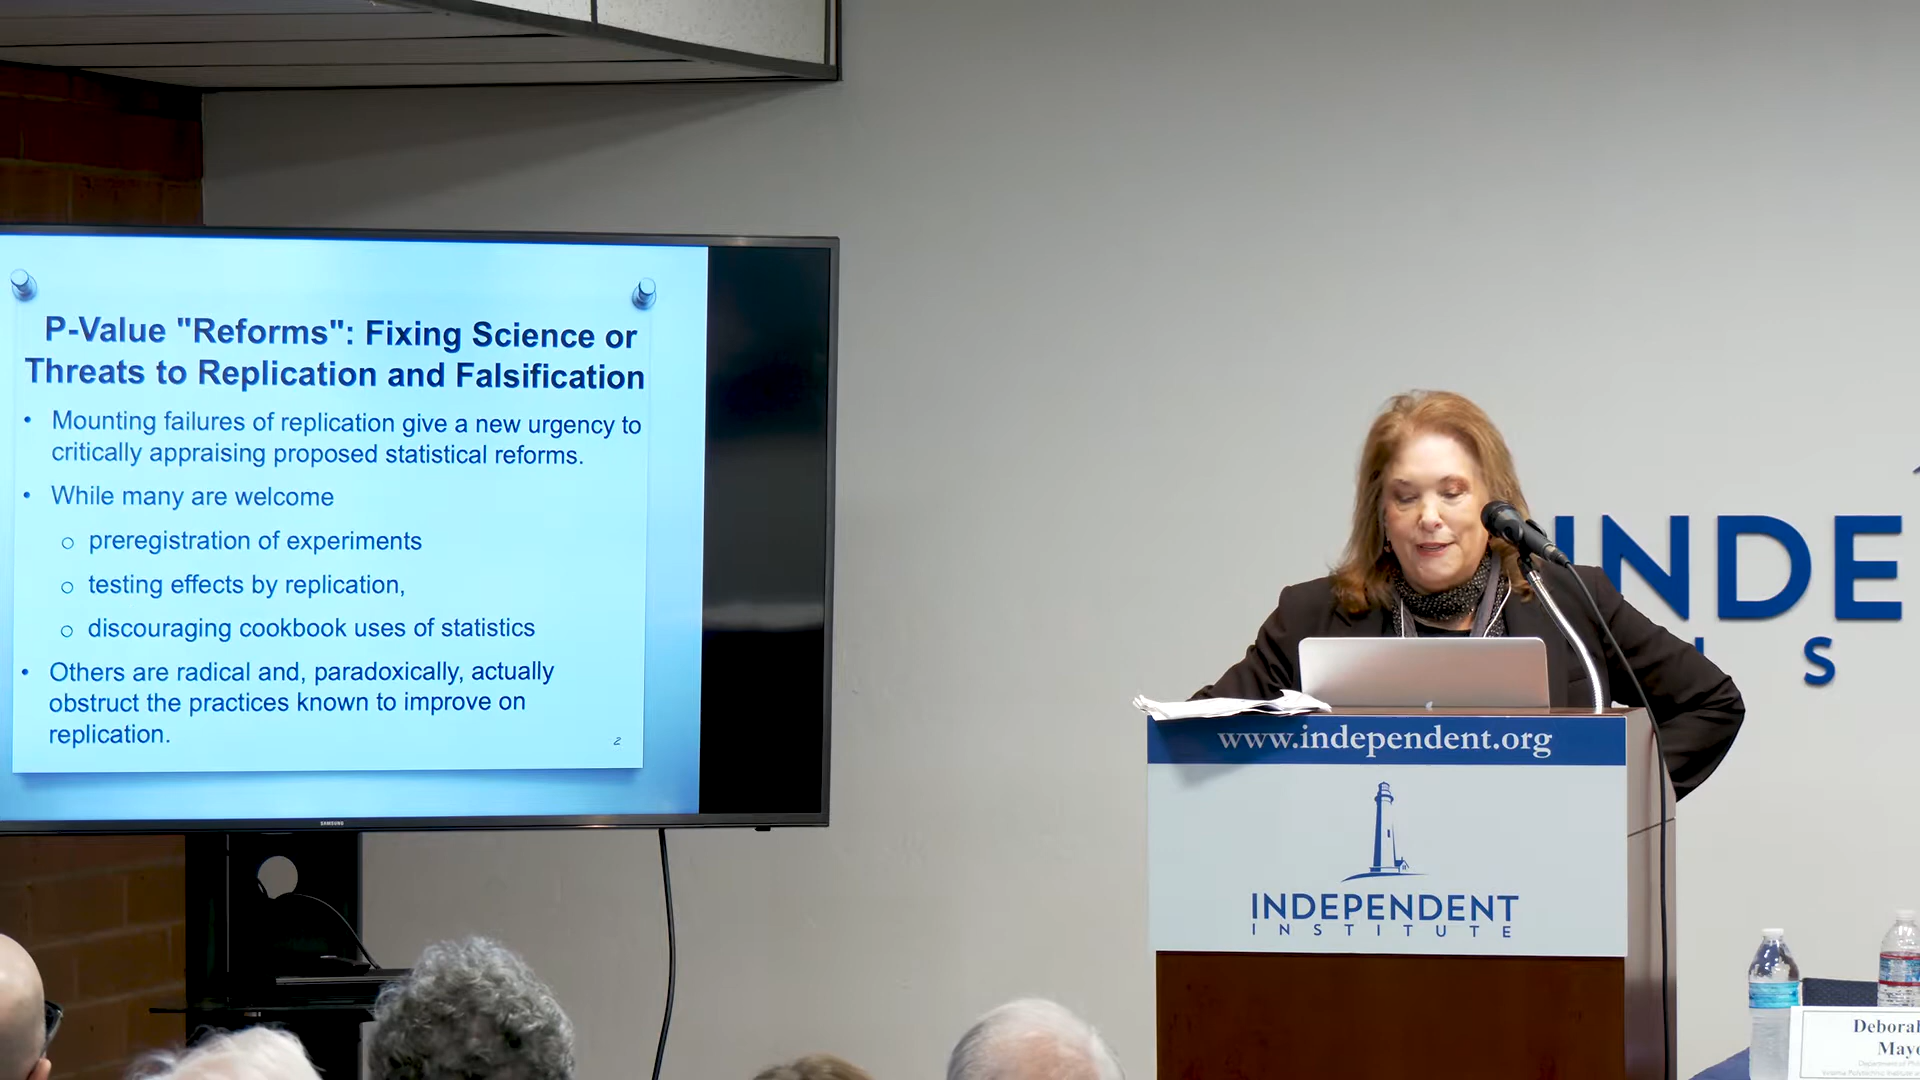 P-Value "Reforms": Fixing Science or
Threats to Replication and Falsification
• Mounting failures of replication give a new urgency to
critically appraising proposed statistical reforms.
• While many are welcome
o preregistration of experiments
o testing effects by replication,
o discouraging cookbook uses of statistics
• Others are radical and, paradoxically, actually
obstruct the practices known to improve on
replication.
2
SAMSUNG
INDE
S
www.independent.org
INDEPENDENT
INSTITUTE
Deborah
Mayo